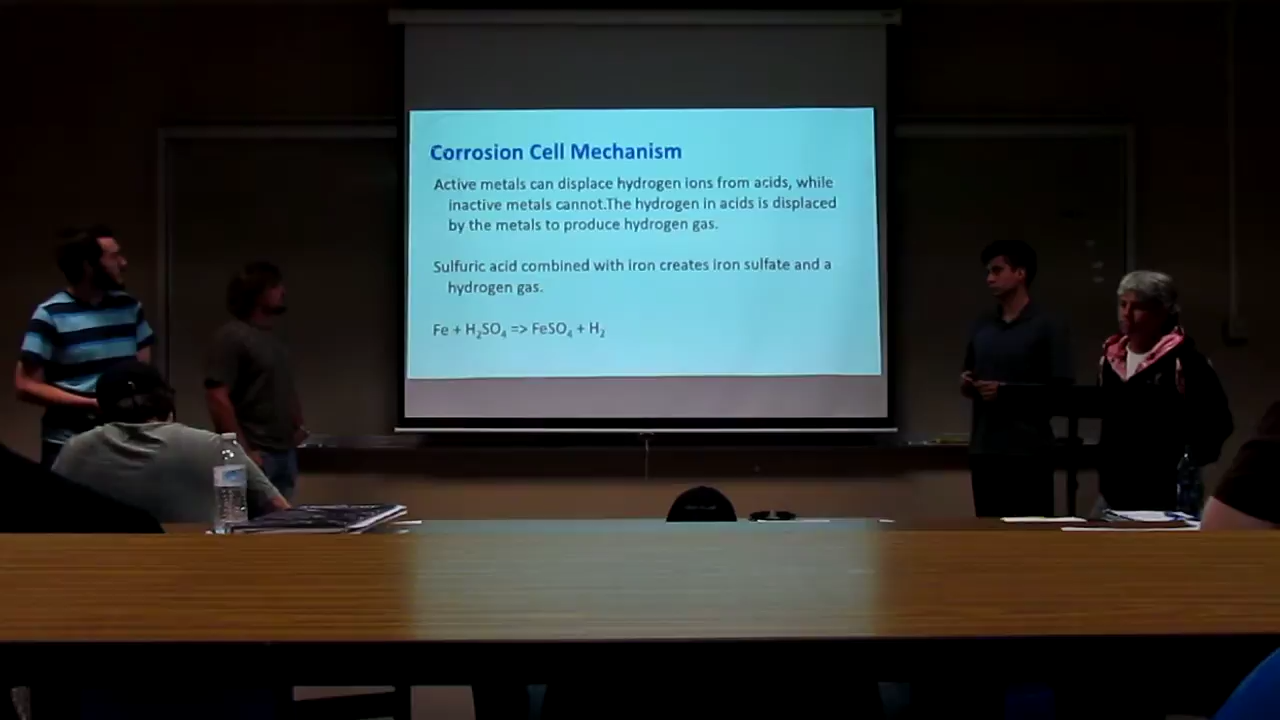 Corrosion Cell Mechanism
Active metals can displace hydrogen ions from acids, while
inactive metals cannot.The hydrogen in acids is displaced
by the metals to produce hydrogen gas.
Sulfuric acid combined with iron creates iron sulfate and a
hydrogen gas.
Fe + H₂SO₄ => FeSO₄ + H₂